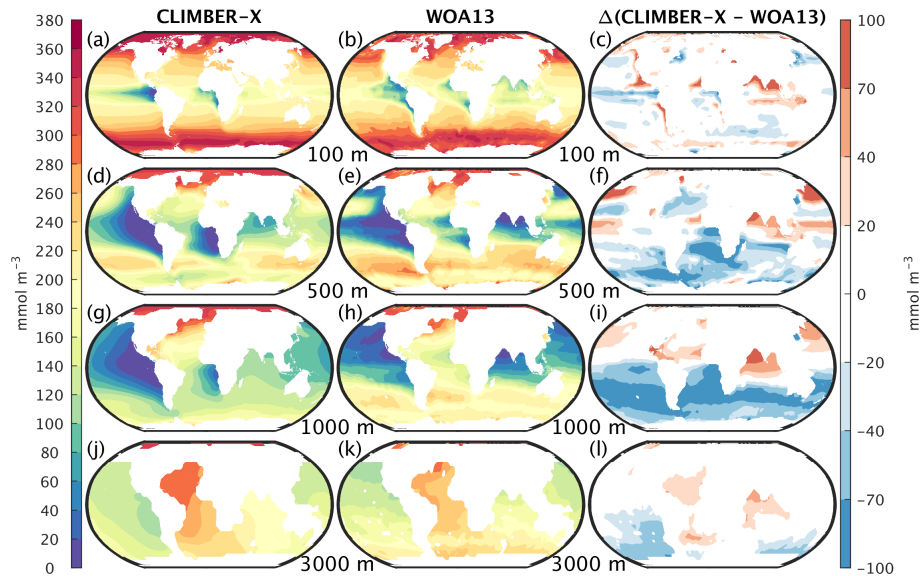 CLIMBER-X WOA13 Δ(CLIMBER-X - WOA13)
380
360
340
320
300
280
260
240
220
200
180
160
140
120
100
80
60
40
20
0
mmol m⁻³
(a) (b) (c)
100 m 100 m
(d) (e) (f)
500 m 500 m
(g) (h) (i)
1000 m 1000 m
(j) (k) (l)
3000 m 3000 m
100
70
40
20
0
-20
-40
-70
-100
mmol m⁻³